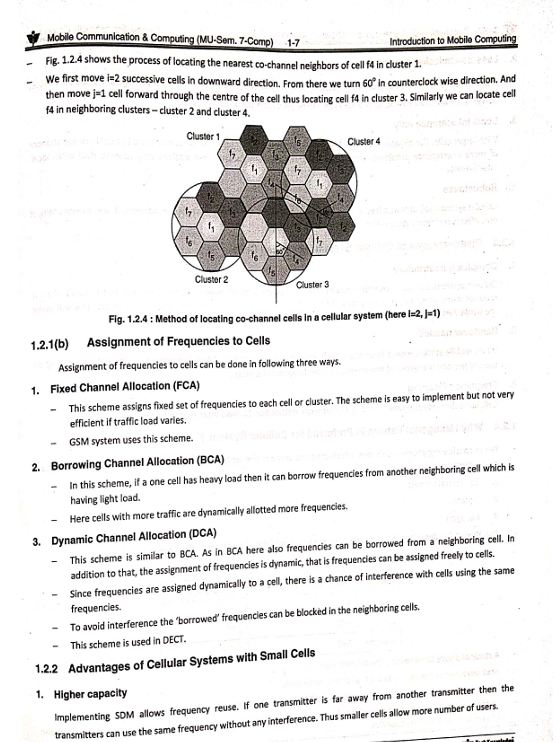 Mobile Communication & Computing (MU-Sem. 7-Comp) 1-7 Introduction to Mobile Computing
– Fig. 1.2.4 shows the process of locating the nearest co-channel neighbors of cell f4 in cluster 1.
– We first move i=2 successive cells in downward direction. From there we turn 60° in counterclock wise direction. And
then move j=1 cell forward through the centre of the cell thus locating cell f4 in cluster 3. Similarly we can locate cell
f4 in neighboring clusters – cluster 2 and cluster 4.
Cluster 1
Cluster 4
f7
f1
f7
f1
f7
f1
f6
f5
f6
f7
f4
f5
Cluster 2
Cluster 3
Fig. 1.2.4 : Method of locating co-channel cells in a cellular system (here i=2, j=1)
1.2.1(b) Assignment of Frequencies to Cells
Assignment of frequencies to cells can be done in following three ways.
1. Fixed Channel Allocation (FCA)
– This scheme assigns fixed set of frequencies to each cell or cluster. The scheme is easy to implement but not very
efficient if traffic load varies.
– GSM system uses this scheme.
2. Borrowing Channel Allocation (BCA)
– In this scheme, if a one cell has heavy load then it can borrow frequencies from another neighboring cell which is
having light load.
– Here cells with more traffic are dynamically allotted more frequencies.
3. Dynamic Channel Allocation (DCA)
– This scheme is similar to BCA. As in BCA here also frequencies can be borrowed from a neighboring cell. In
addition to that, the assignment of frequencies is dynamic, that is frequencies can be assigned freely to cells.
– Since frequencies are assigned dynamically to a cell, there is a chance of interference with cells using the same
frequencies.
– To avoid interference the 'borrowed' frequencies can be blocked in the neighboring cells.
– This scheme is used in DECT.
1.2.2 Advantages of Cellular Systems with Small Cells
1. Higher capacity
Implementing SDM allows frequency reuse. If one transmitter is far away from another transmitter then the
transmitters can use the same frequency without any interference. Thus smaller cells allow more number of users.